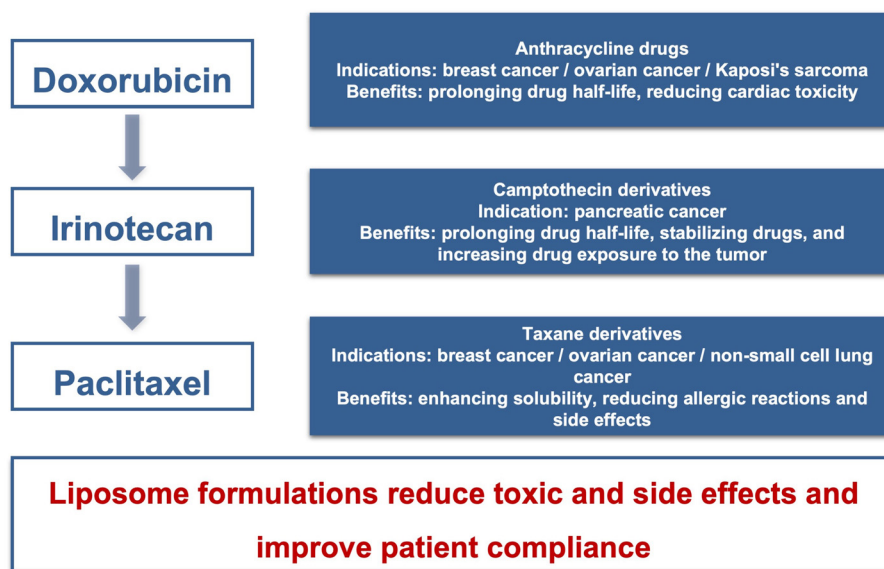 Doxorubicin
Anthracycline drugs
Indications: breast cancer / ovarian cancer / Kaposi's sarcoma
Benefits: prolonging drug half-life, reducing cardiac toxicity
Irinotecan
Camptothecin derivatives
Indication: pancreatic cancer
Benefits: prolonging drug half-life, stabilizing drugs, and
increasing drug exposure to the tumor
Paclitaxel
Taxane derivatives
Indications: breast cancer / ovarian cancer / non-small cell lung
cancer
Benefits: enhancing solubility, reducing allergic reactions and
side effects
Liposome formulations reduce toxic and side effects and
improve patient compliance